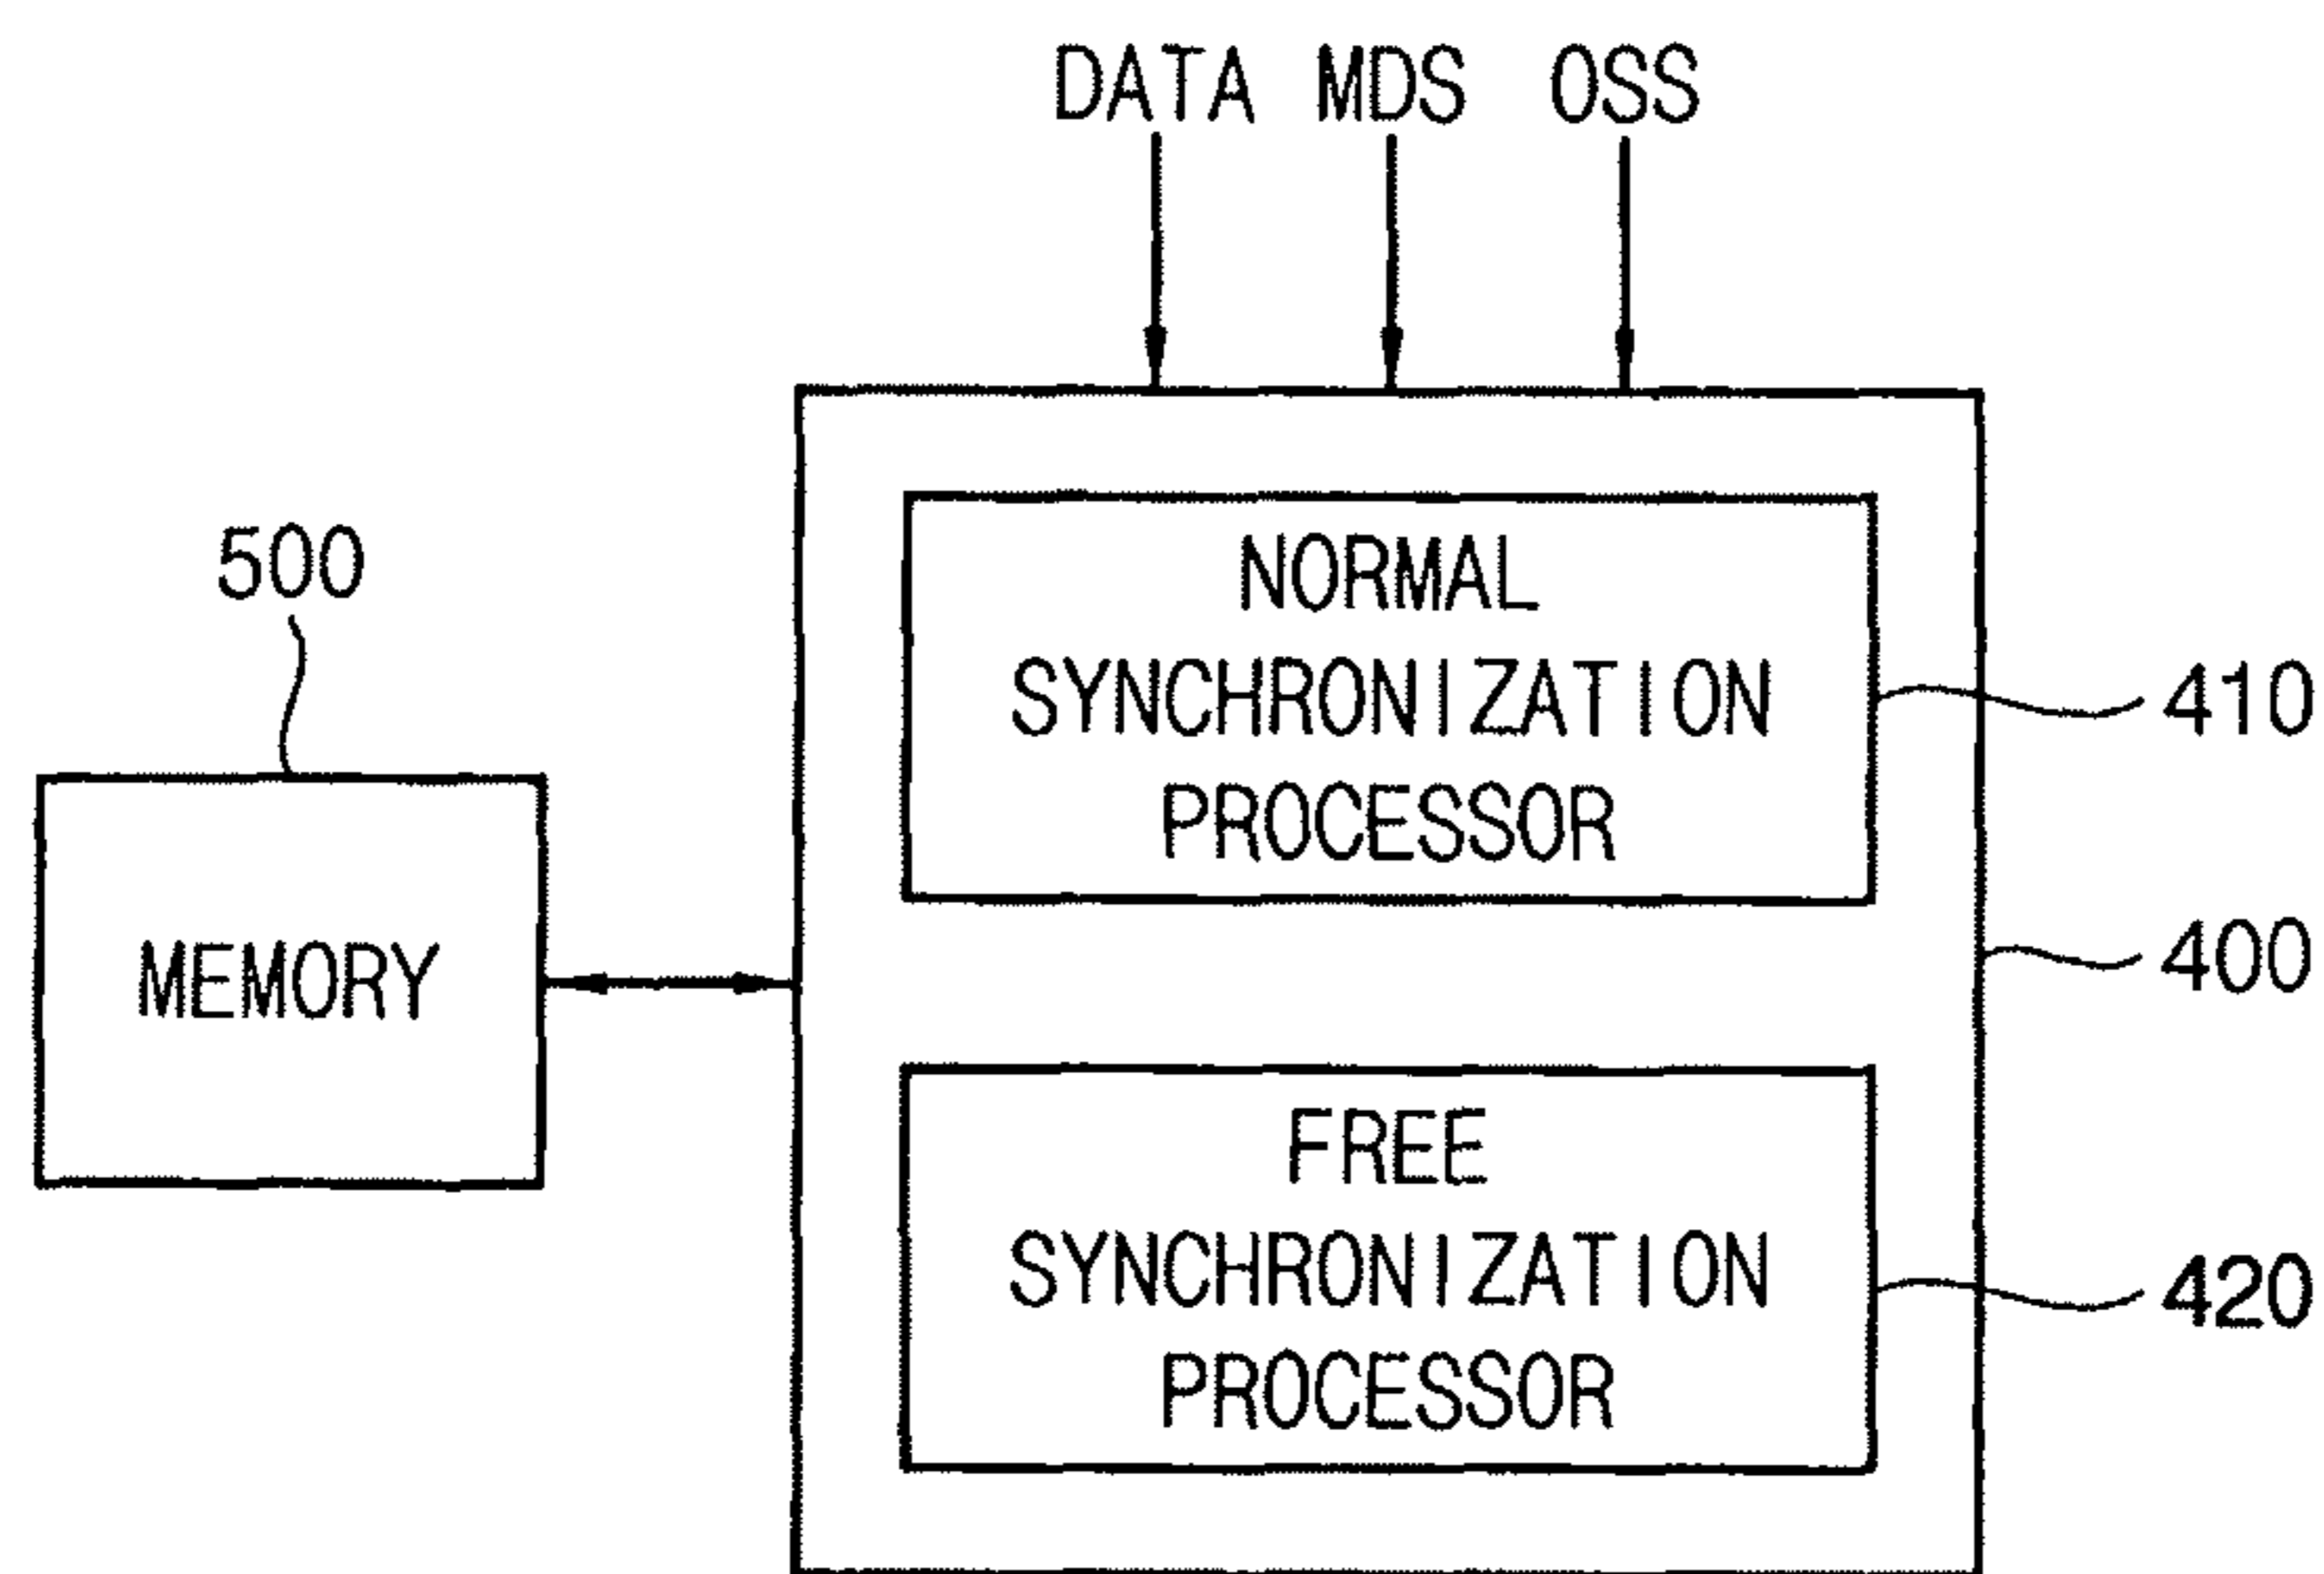 DATA MDS OSS
500
NORMAL
SYNCHRONIZATION
PROCESSOR
410
MEMORY
400
FREE
SYNCHRONIZATION
PROCESSOR
420